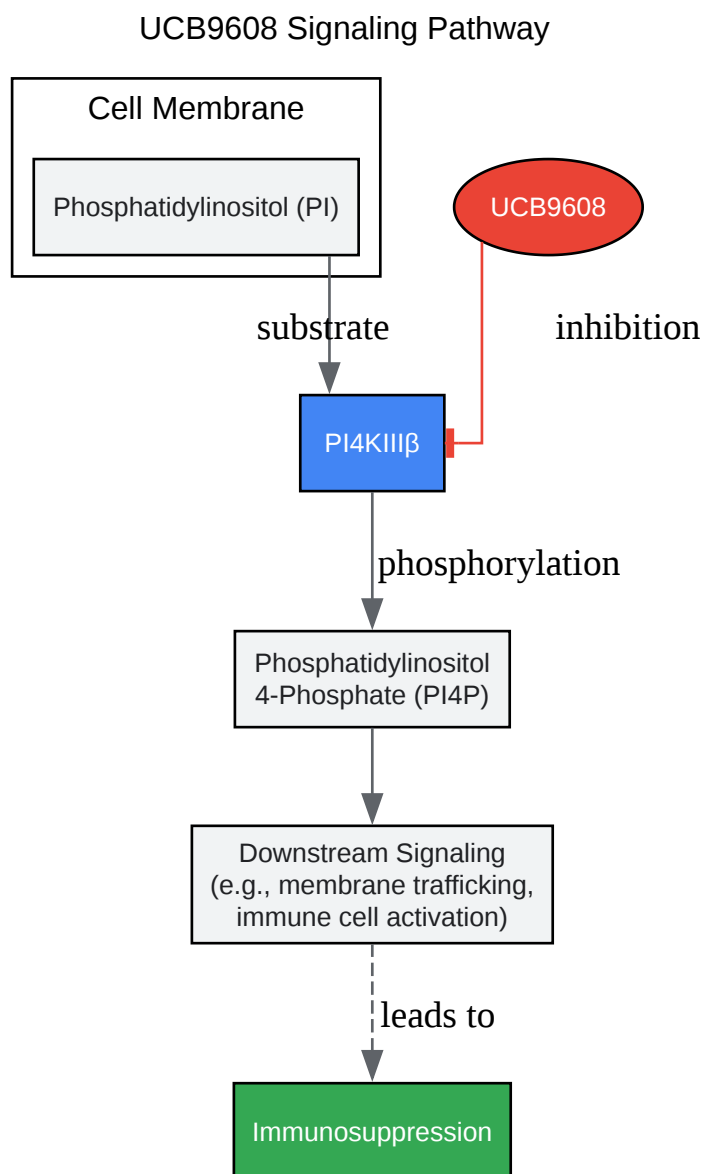 UCB9608 Signaling Pathway
Cell Membrane
Phosphatidylinositol (PI)
UCB9608
substrate
inhibition
PI4KIIIβ
phosphorylation
Phosphatidylinositol
4-Phosphate (PI4P)
Downstream Signaling
(e.g., membrane trafficking,
immune cell activation)
leads to
Immunosuppression